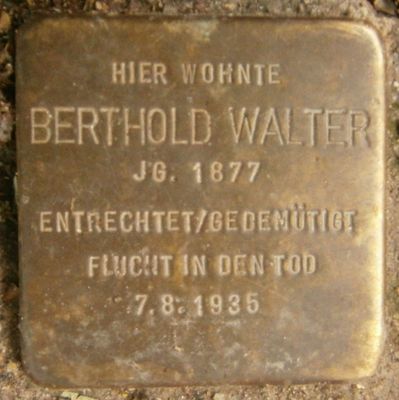 HIER WOHNTE
BERTHOLD WALTER
JG. 1877
ENTRECHTET/GEDEMÜTIGT
FLUCHT IN DEN TOD
7.8.1935